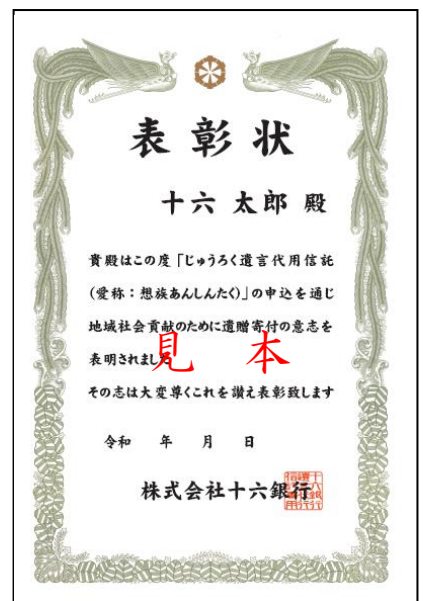 表彰状
十六 太郎 殿
貴殿はこの度「じゅうろく遺言代用信託
(愛称:想族あんしんたく)」の申込を通じ
地域社会貢献のために遺贈寄付の意志を
表明されました
見本
その志は大変尊くこれを讃え表彰致します
令和 年 月 日
株式会社十六銀行